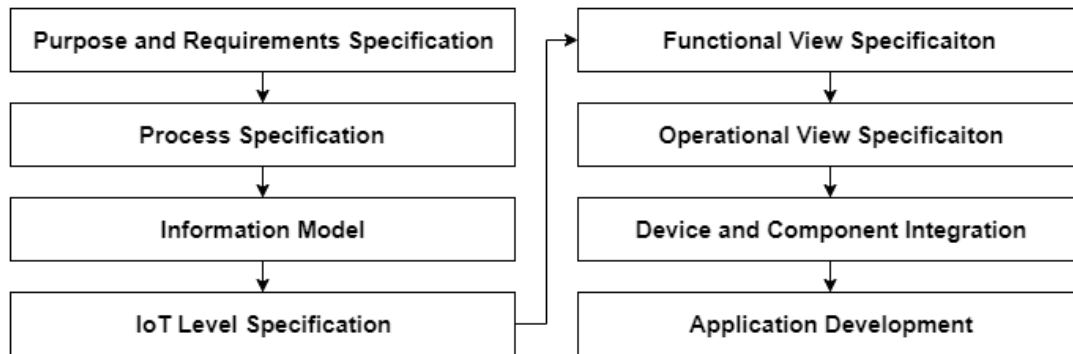 Purpose and Requirements Specification
Process Specification
Information Model
IoT Level Specification
Functional View Specificaiton
Operational View Specificaiton
Device and Component Integration
Application Development